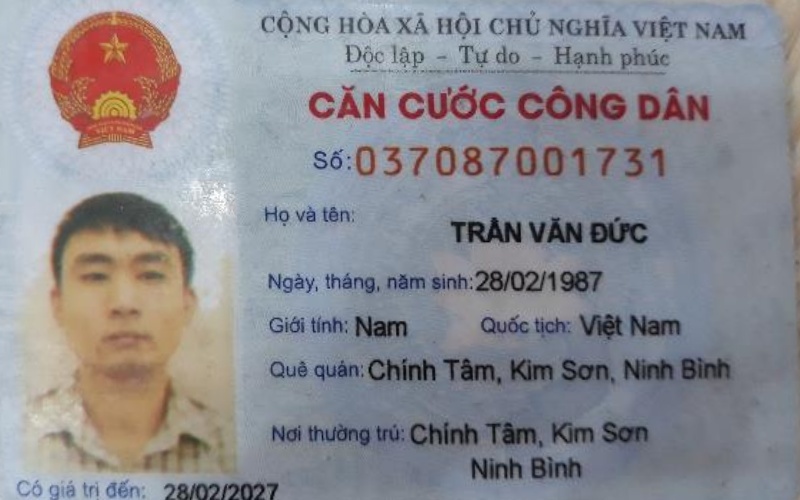 CỘNG HÒA XÃ HỘI CHỦ NGHĨA VIỆT NAM
Độc lập - Tự do - Hạnh phúc
CĂN CƯỚC CÔNG DÂN
Số: 037087001731
Họ và tên:
TRẦN VĂN ĐỨC
Ngày, tháng, năm sinh: 28/02/1987
Giới tính: Nam Quốc tịch: Việt Nam
Quê quán: Chính Tâm, Kim Sơn, Ninh Bình
Nơi thường trú: Chính Tâm, Kim Sơn
Ninh Bình
Có giá trị đến: 28/02/2027
VIỆT NAM